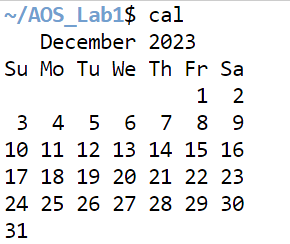 ~/AOS_Lab1$ cal
December 2023
Su Mo Tu We Th Fr Sa
1 2
3 4 5 6 7 8 9
10 11 12 13 14 15 16
17 18 19 20 21 22 23
24 25 26 27 28 29 30
31